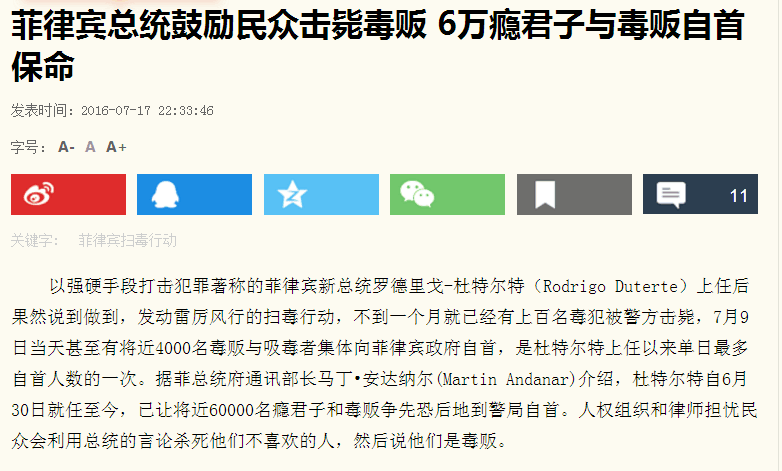 菲律宾总统鼓励民众击毙毒贩 6万瘾君子与毒贩自首
保命
发表时间：2016-07-17 22:33:46
字号： A- A A+
11
关键字： 菲律宾扫毒行动
以强硬手段打击犯罪著称的菲律宾新总统罗德里戈-杜特尔特（Rodrigo Duterte）上任后
果然说到做到，发动雷厉风行的扫毒行动，不到一个月就已经有上百名毒犯被警方击毙，7月9
日当天甚至有将近4000名毒贩与吸毒者集体向菲律宾政府自首，是杜特尔特上任以来单日最多
自首人数的一次。据菲总统府通讯部长马丁•安达纳尔(Martin Andanar)介绍，杜特尔特自6月
30日就任至今，已让将近60000名瘾君子和毒贩争先恐后地到警局自首。人权组织和律师担忧民
众会利用总统的言论杀死他们不喜欢的人，然后说他们是毒贩。